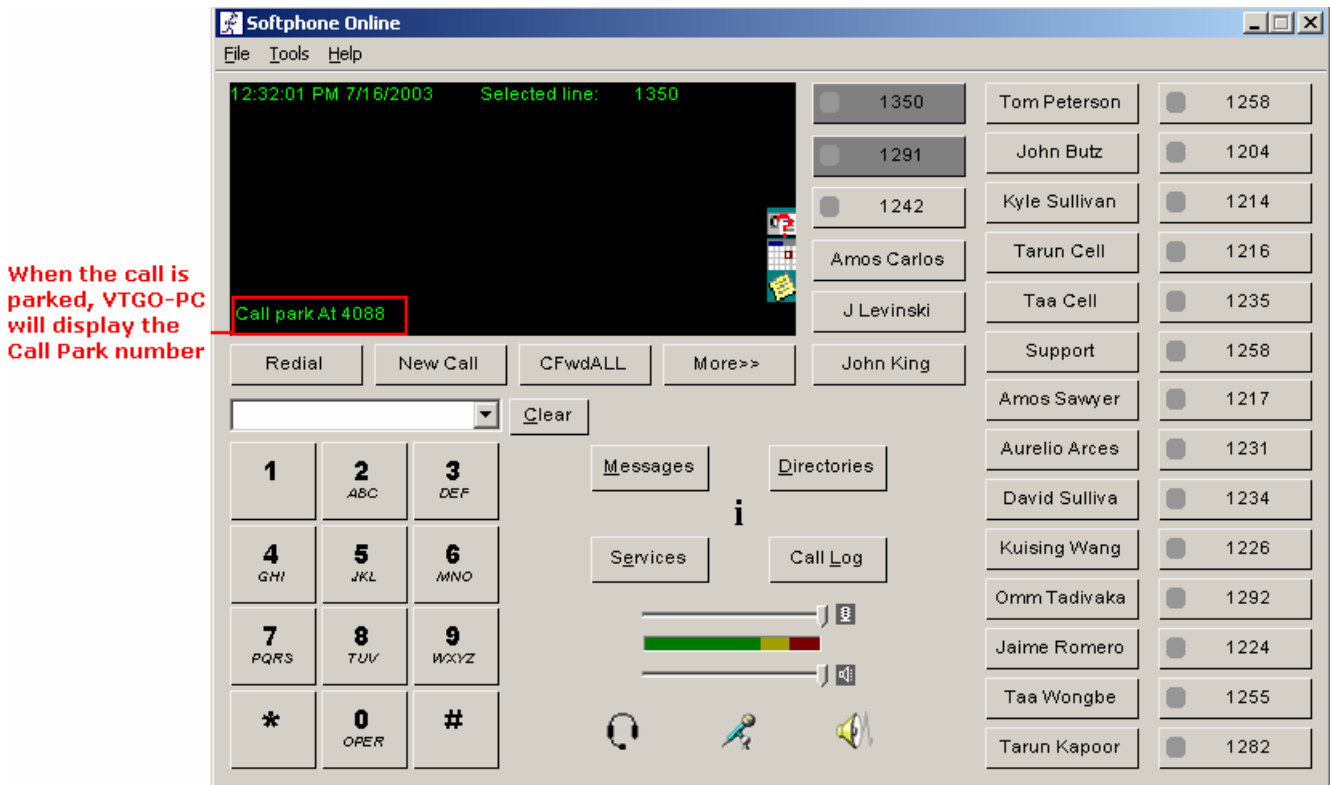 Softphone Online
File Tools Help
12:32:01 PM 7/16/2003 Selected line: 1350
Call park At 4088
When the call is
parked, VTGO-PC
will display the
Call Park number
1350
1291
1242
Amos Carlos
J Levinski
John King
Redial
New Call
CFwdALL
More>>
Clear
1
2
ABC
3
DEF
4
GHI
5
JKL
6
MNO
7
PQRS
8
TUV
9
WXYZ
*
0
OPER
#
Messages
Directories
i
Services
Call Log
Tom Peterson 1258
John Butz 1204
Kyle Sullivan 1214
Tarun Cell 1216
Taa Cell 1235
Support 1258
Amos Sawyer 1217
Aurelio Arces 1231
David Sulliva 1234
Kuising Wang 1226
Omm Tadivaka 1292
Jaime Romero 1224
Taa Wongbe 1255
Tarun Kapoor 1282